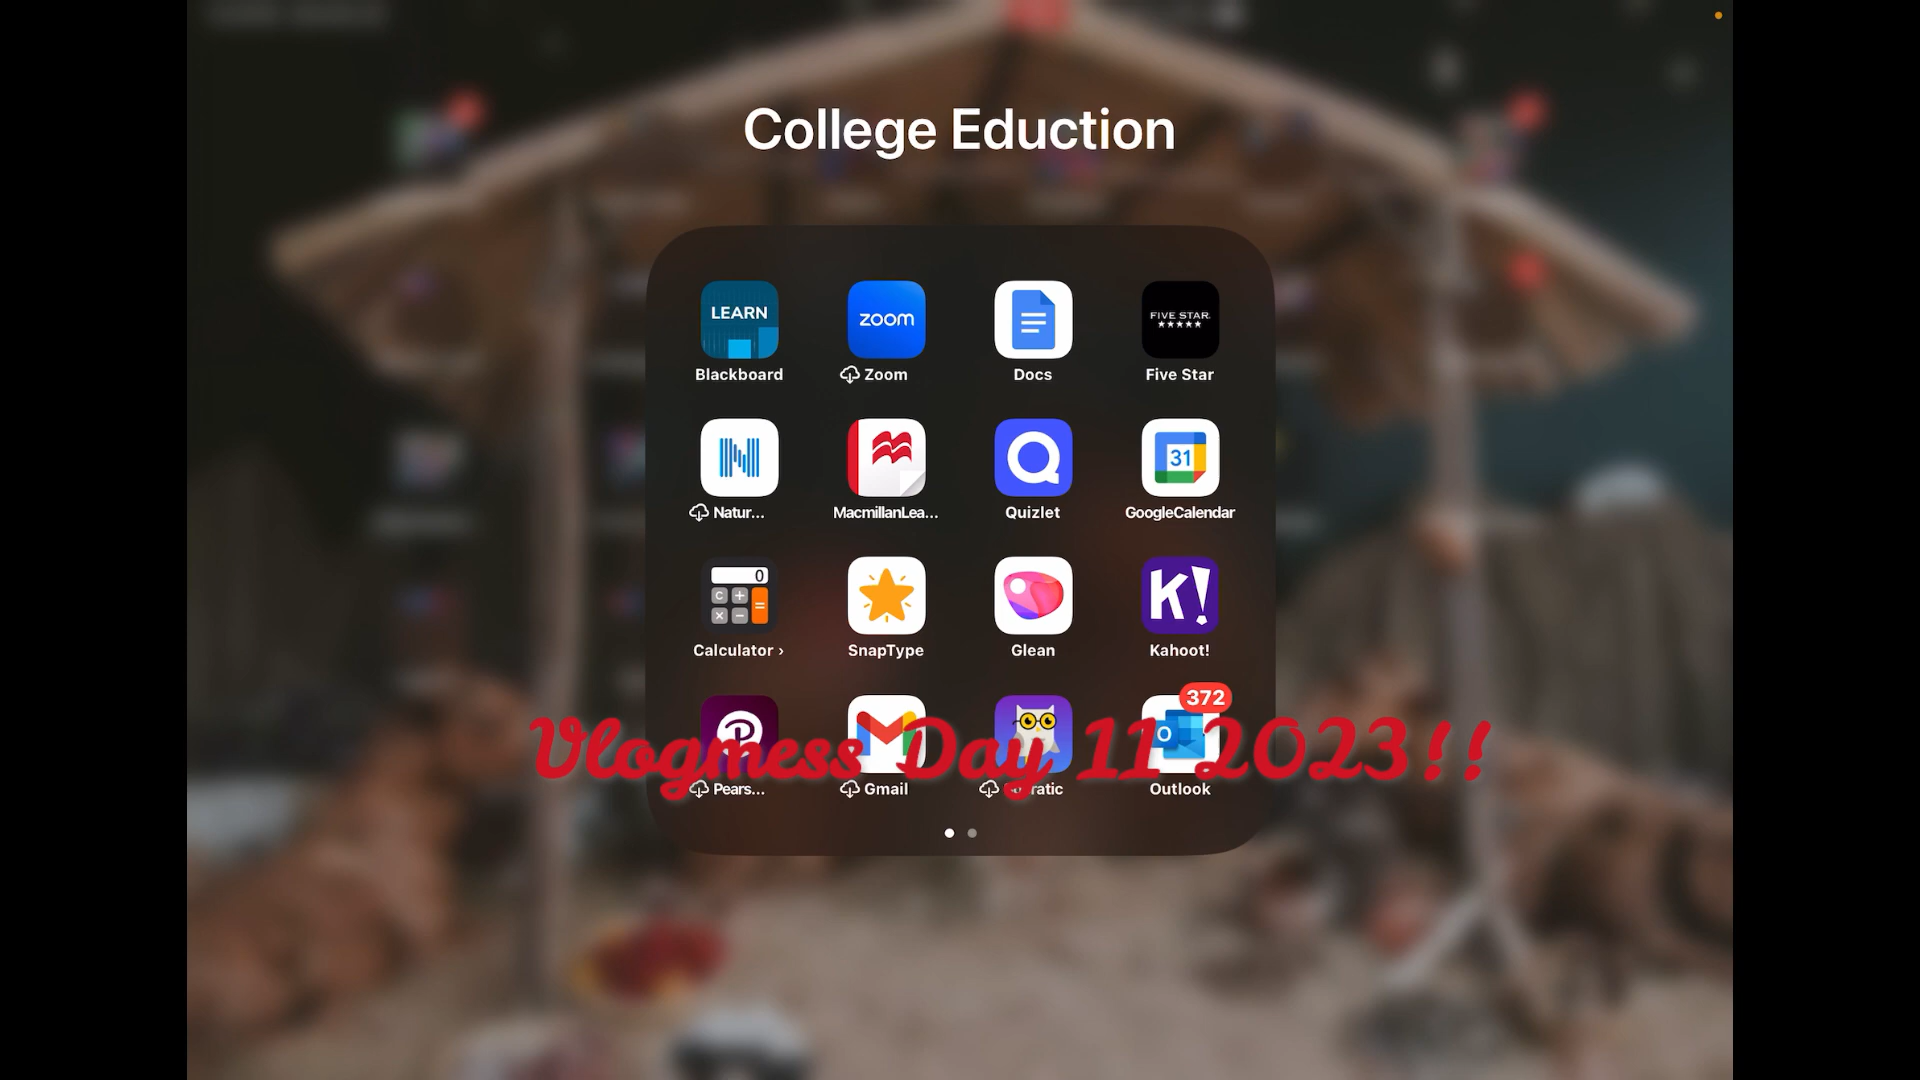 College Eduction
LEARN
zoom
FIVE STAR
Blackboard
Zoom
Docs
Five Star
31
Natur...
MacmillanLea...
Quizlet
GoogleCalendar
0
C + = × −
K!
Calculator ›
SnapType
Glean
Kahoot!
372
Vlogmess Day 11 2023!!
Pears...
Gmail
Outlook